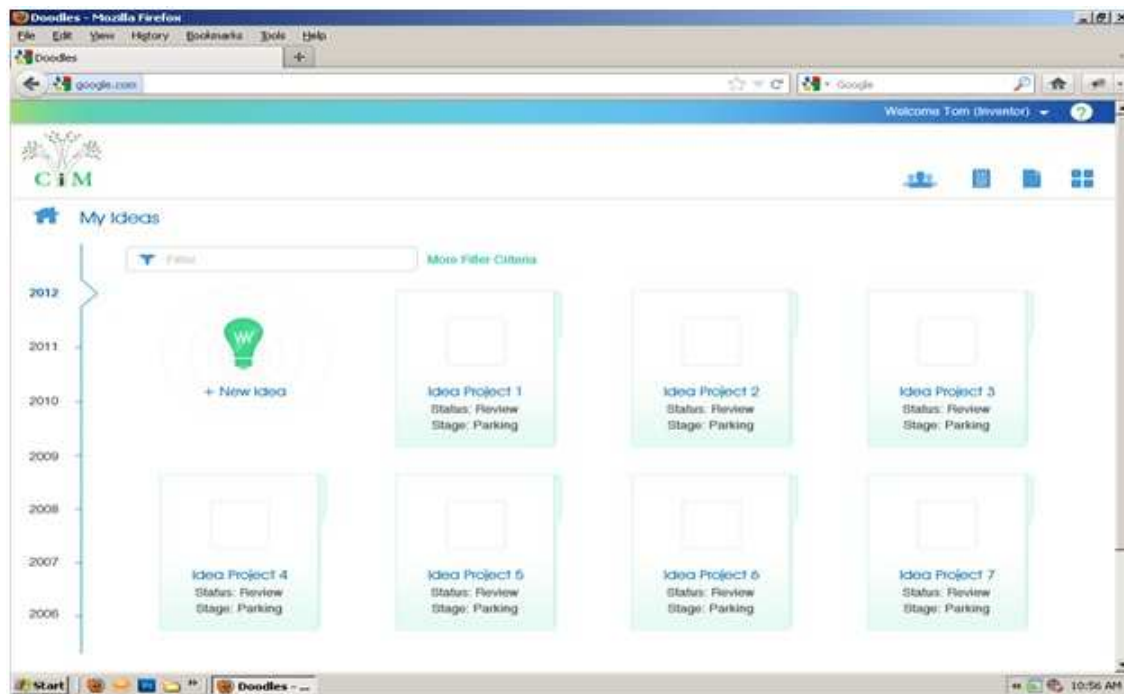 Doodles - Mozilla Firefox
File Edit View History Bookmarks Tools Help
Doodles
google.com
Google
Welcome Tom (Inventor)
?
CiM
My Ideas
Filter
More Filter Criteria
2012
2011
2010
2009
2008
2007
2006
+ New Idea
Idea Project 1
Status: Review
Stage: Parking
Idea Project 2
Status: Review
Stage: Parking
Idea Project 3
Status: Review
Stage: Parking
Idea Project 4
Status: Review
Stage: Parking
Idea Project 5
Status: Review
Stage: Parking
Idea Project 6
Status: Review
Stage: Parking
Idea Project 7
Status: Review
Stage: Parking
Start
Doodles - ...
10:56 AM